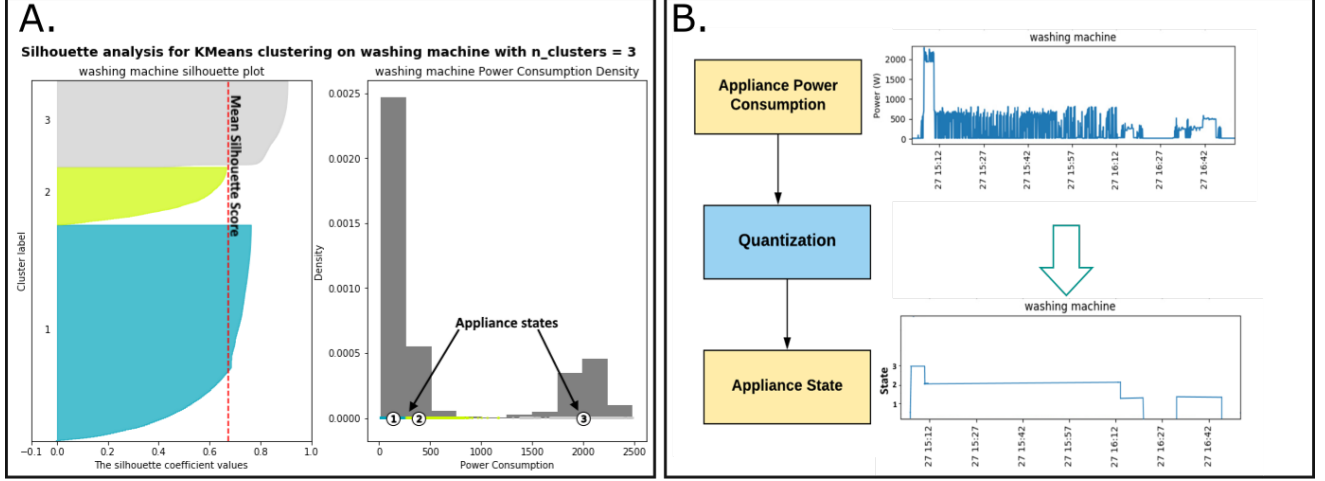 A.
Silhouette analysis for KMeans clustering on washing machine with n_clusters = 3
washing machine silhouette plot
Cluster label
3
2
1
Mean Silhouette Score
−0.1 0.0 0.2 0.4 0.6 0.8 1.0
The silhouette coefficient values
washing machine Power Consumption Density
Density
0.0025
0.0020
0.0015
0.0010
0.0005
0.0000
Appliance states
1 2 3
0 500 1000 1500 2000 2500
Power Consumption
B.
Appliance Power
Consumption
Quantization
Appliance State
washing machine
Power (W)
2000
1500
1000
500
0
27 15:12
27 15:27
27 15:42
27 15:57
27 16:12
27 16:27
27 16:42
washing machine
State
3
2
1
27 15:12
27 15:27
27 15:42
27 15:57
27 16:12
27 16:27
27 16:42